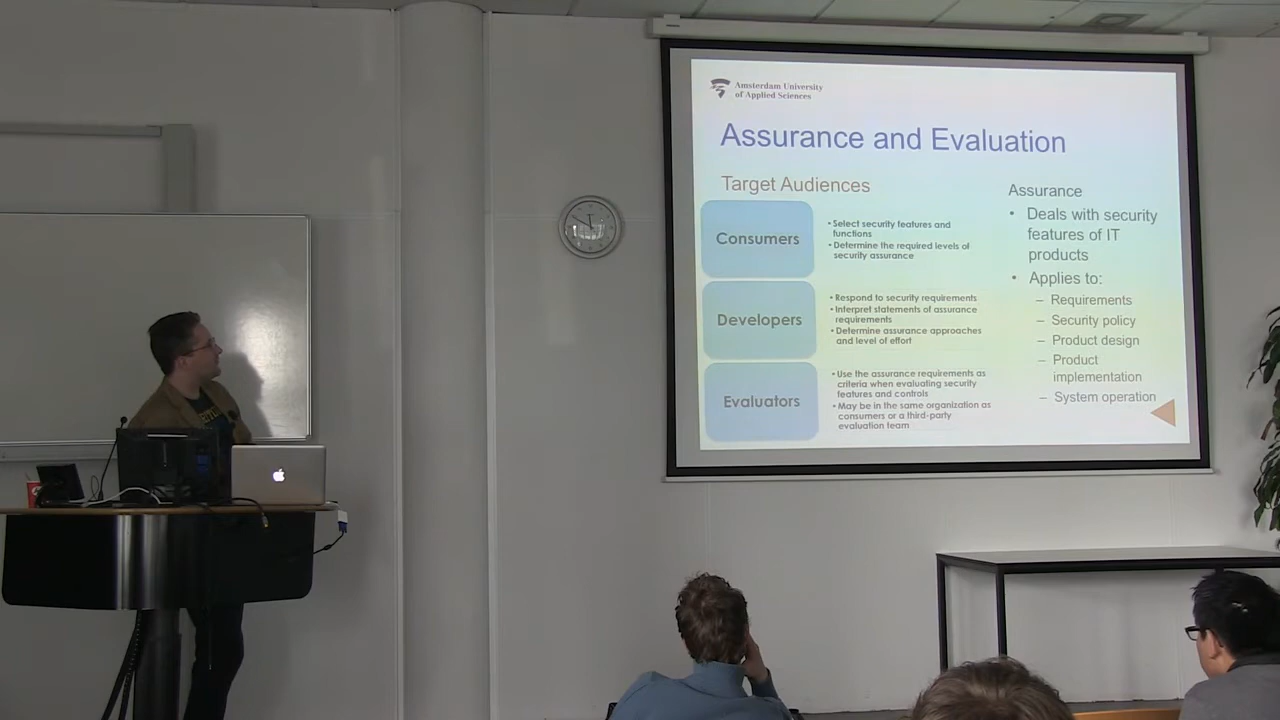 Amsterdam University
of Applied Sciences
Assurance and Evaluation
Target Audiences
Consumers
• Select security features and
functions
• Determine the required levels of
security assurance
Developers
• Respond to security requirements
• Interpret statements of assurance
requirements
• Determine assurance approaches
and level of effort
Evaluators
• Use the assurance requirements as
criteria when evaluating security
features and controls
• May be in the same organization as
consumers or a third-party
evaluation team
Assurance
• Deals with security
features of IT
products
• Applies to:
– Requirements
– Security policy
– Product design
– Product
implementation
– System operation